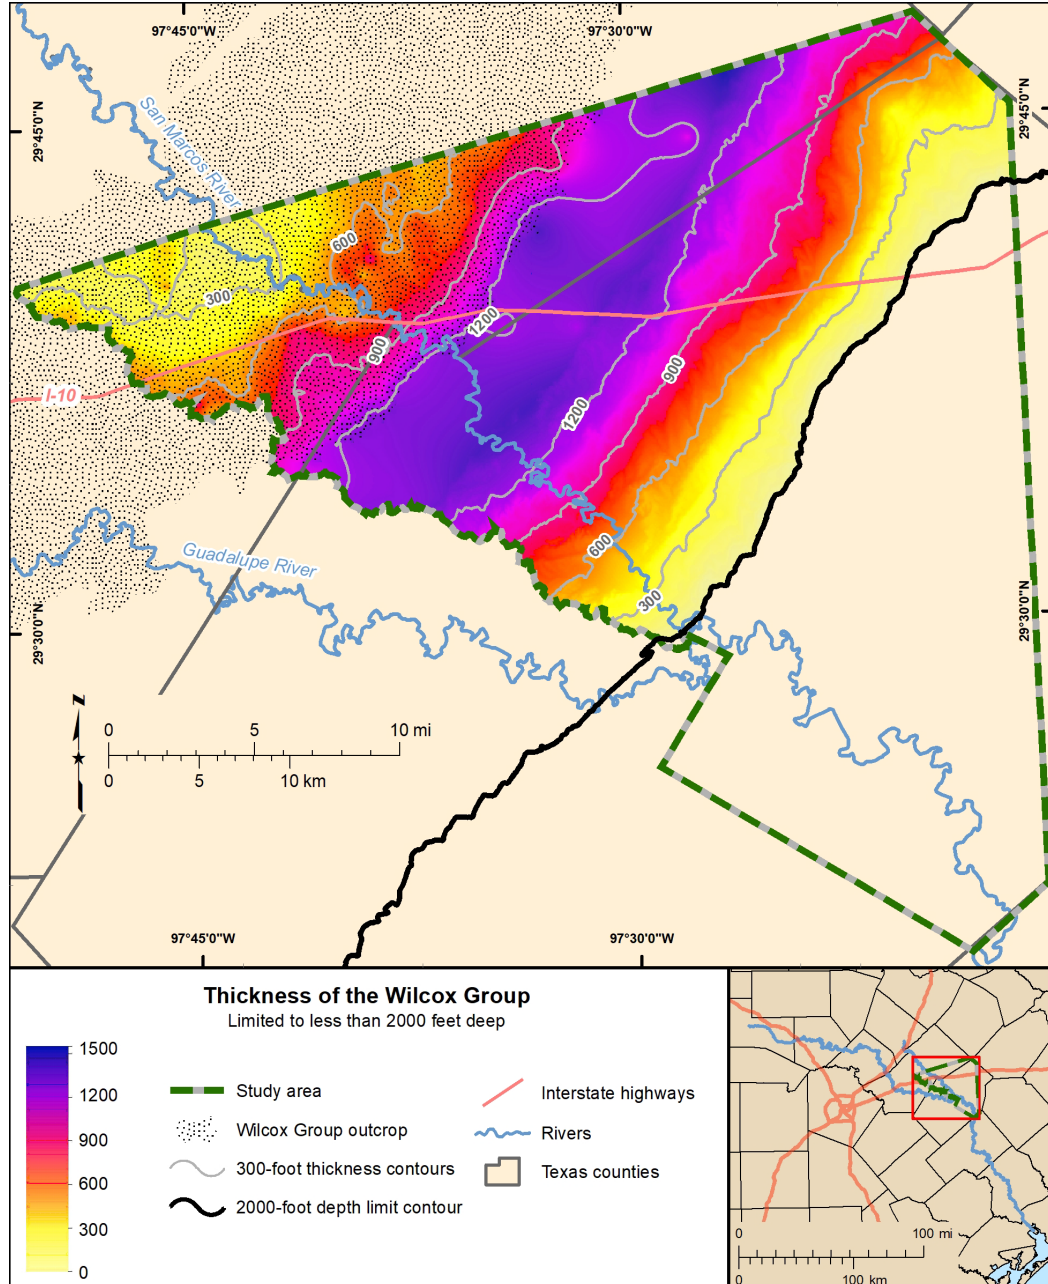 97°45'0"W
97°30'0"W
29°45'0"N
29°45'0"N
San Marcos River
600
300
1200
900
900
1200
I-10
600
300
Guadalupe River
29°30'0"N
29°30'0"N
N
0 5 10 mi
0 5 10 km
97°45'0"W
97°30'0"W
Thickness of the Wilcox Group
Limited to less than 2000 feet deep
1500
1200
900
600
300
0
Study area
Wilcox Group outcrop
300-foot thickness contours
2000-foot depth limit contour
Interstate highways
Rivers
Texas counties
0 100 mi
0 100 km